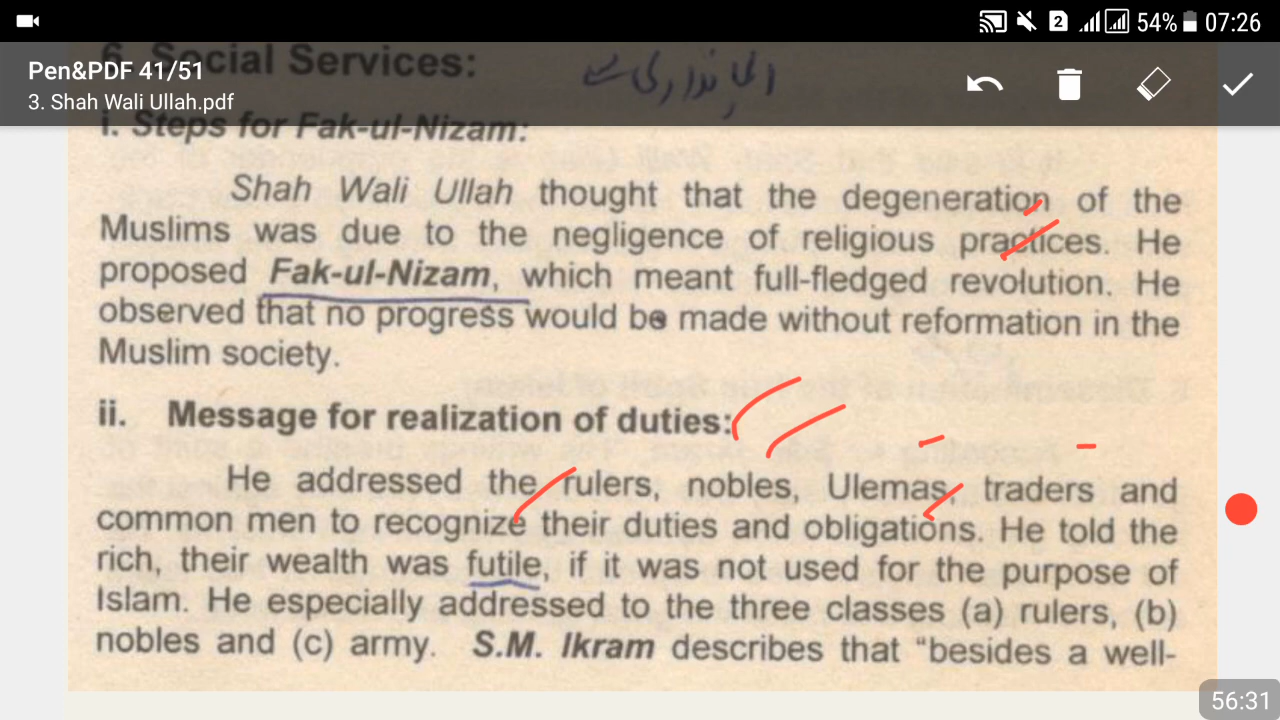 54% 07:26
Pen&PDF 41/51
3. Shah Wali Ullah.pdf
6. Social Services:
i. Steps for Fak-ul-Nizam:
Shah Wali Ullah thought that the degeneration of the
Muslims was due to the negligence of religious practices. He
proposed Fak-ul-Nizam, which meant full-fledged revolution. He
observed that no progress would be made without reformation in the
Muslim society.
ii. Message for realization of duties:
He addressed the rulers, nobles, Ulemas, traders and
common men to recognize their duties and obligations. He told the
rich, their wealth was futile, if it was not used for the purpose of
Islam. He especially addressed to the three classes (a) rulers, (b)
nobles and (c) army. S.M. Ikram describes that “besides a well-
56:31